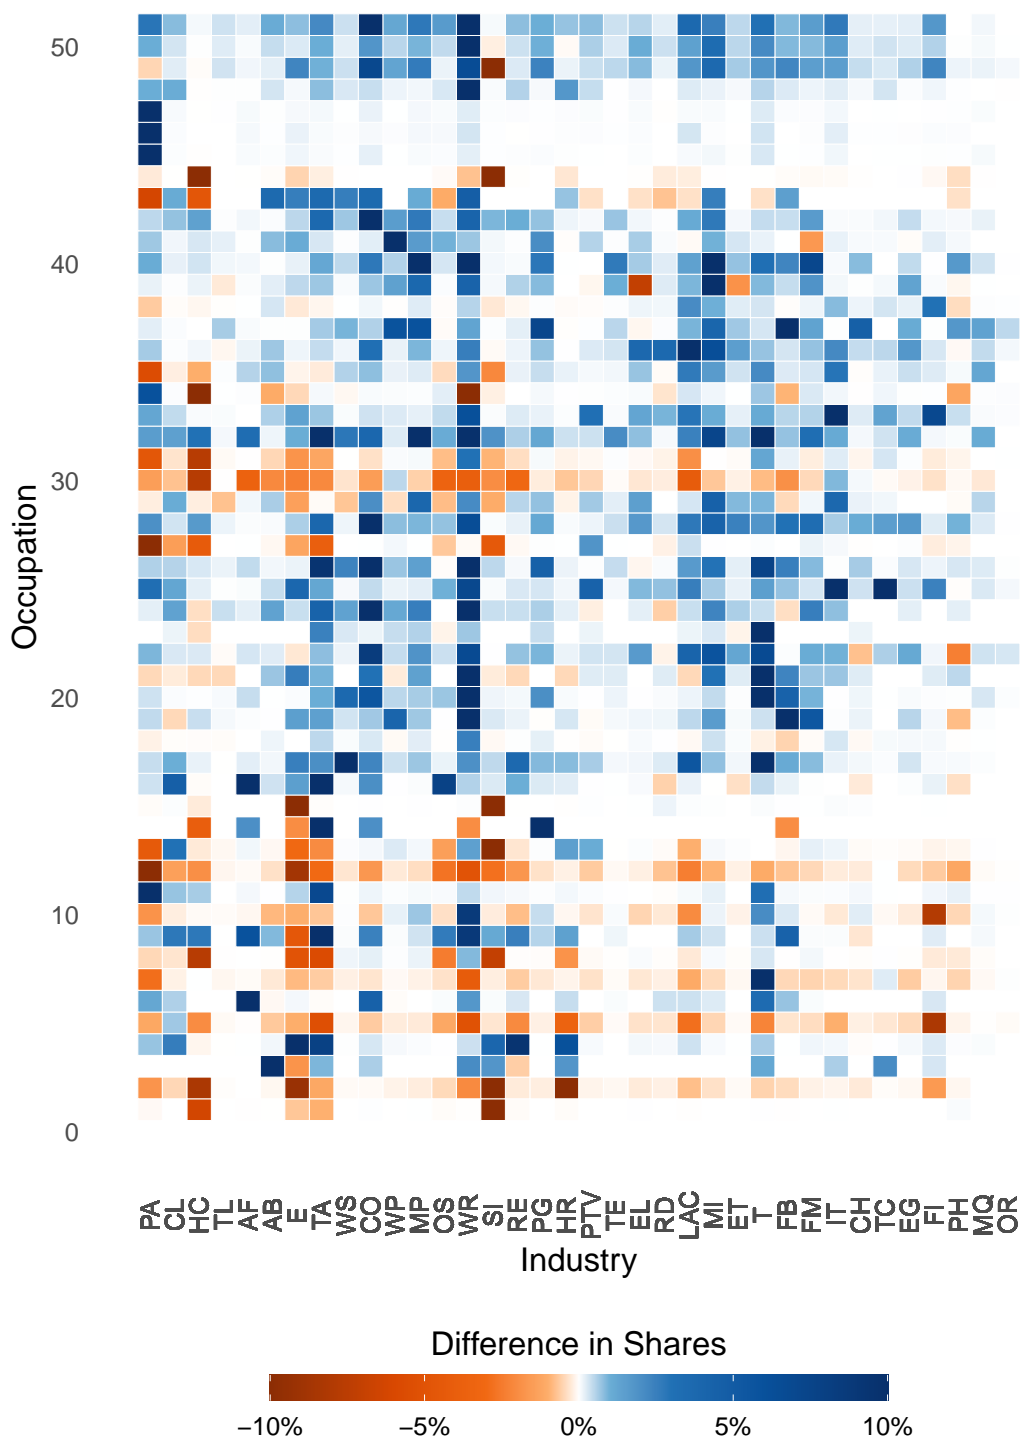 50
40
30
20
10
0
Occupation
PA CL HC TL AF AB E TA WS CO WP MP OS WR SI RE PG HR PTV TE EL RD LAC MI ET T FB FM IT CH TC EG FI PH MQ OR
Industry
Difference in Shares
−10% −5% 0% 5% 10%